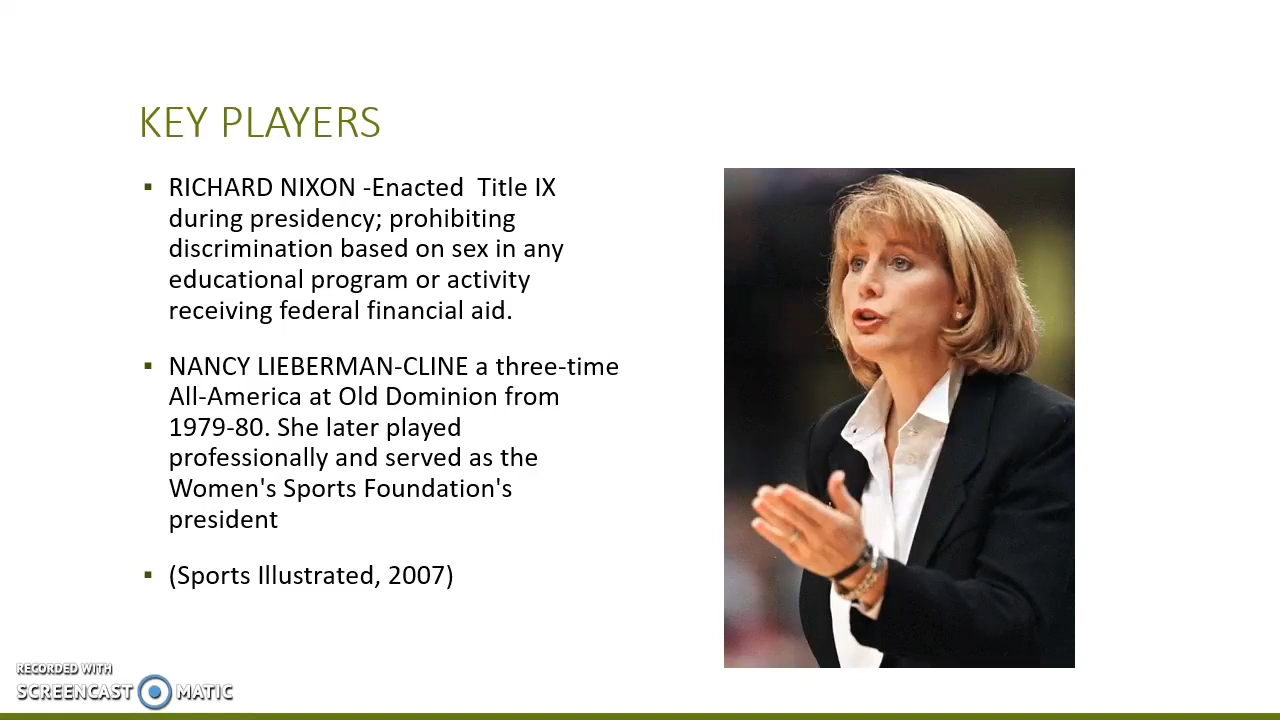 KEY PLAYERS
▪ RICHARD NIXON -Enacted  Title IX
during presidency; prohibiting
discrimination based on sex in any
educational program or activity
receiving federal financial aid.
▪ NANCY LIEBERMAN-CLINE a three-time
All-America at Old Dominion from
1979-80. She later played
professionally and served as the
Women's Sports Foundation's
president
▪ (Sports Illustrated, 2007)
RECORDED WITH
SCREENCAST MATIC